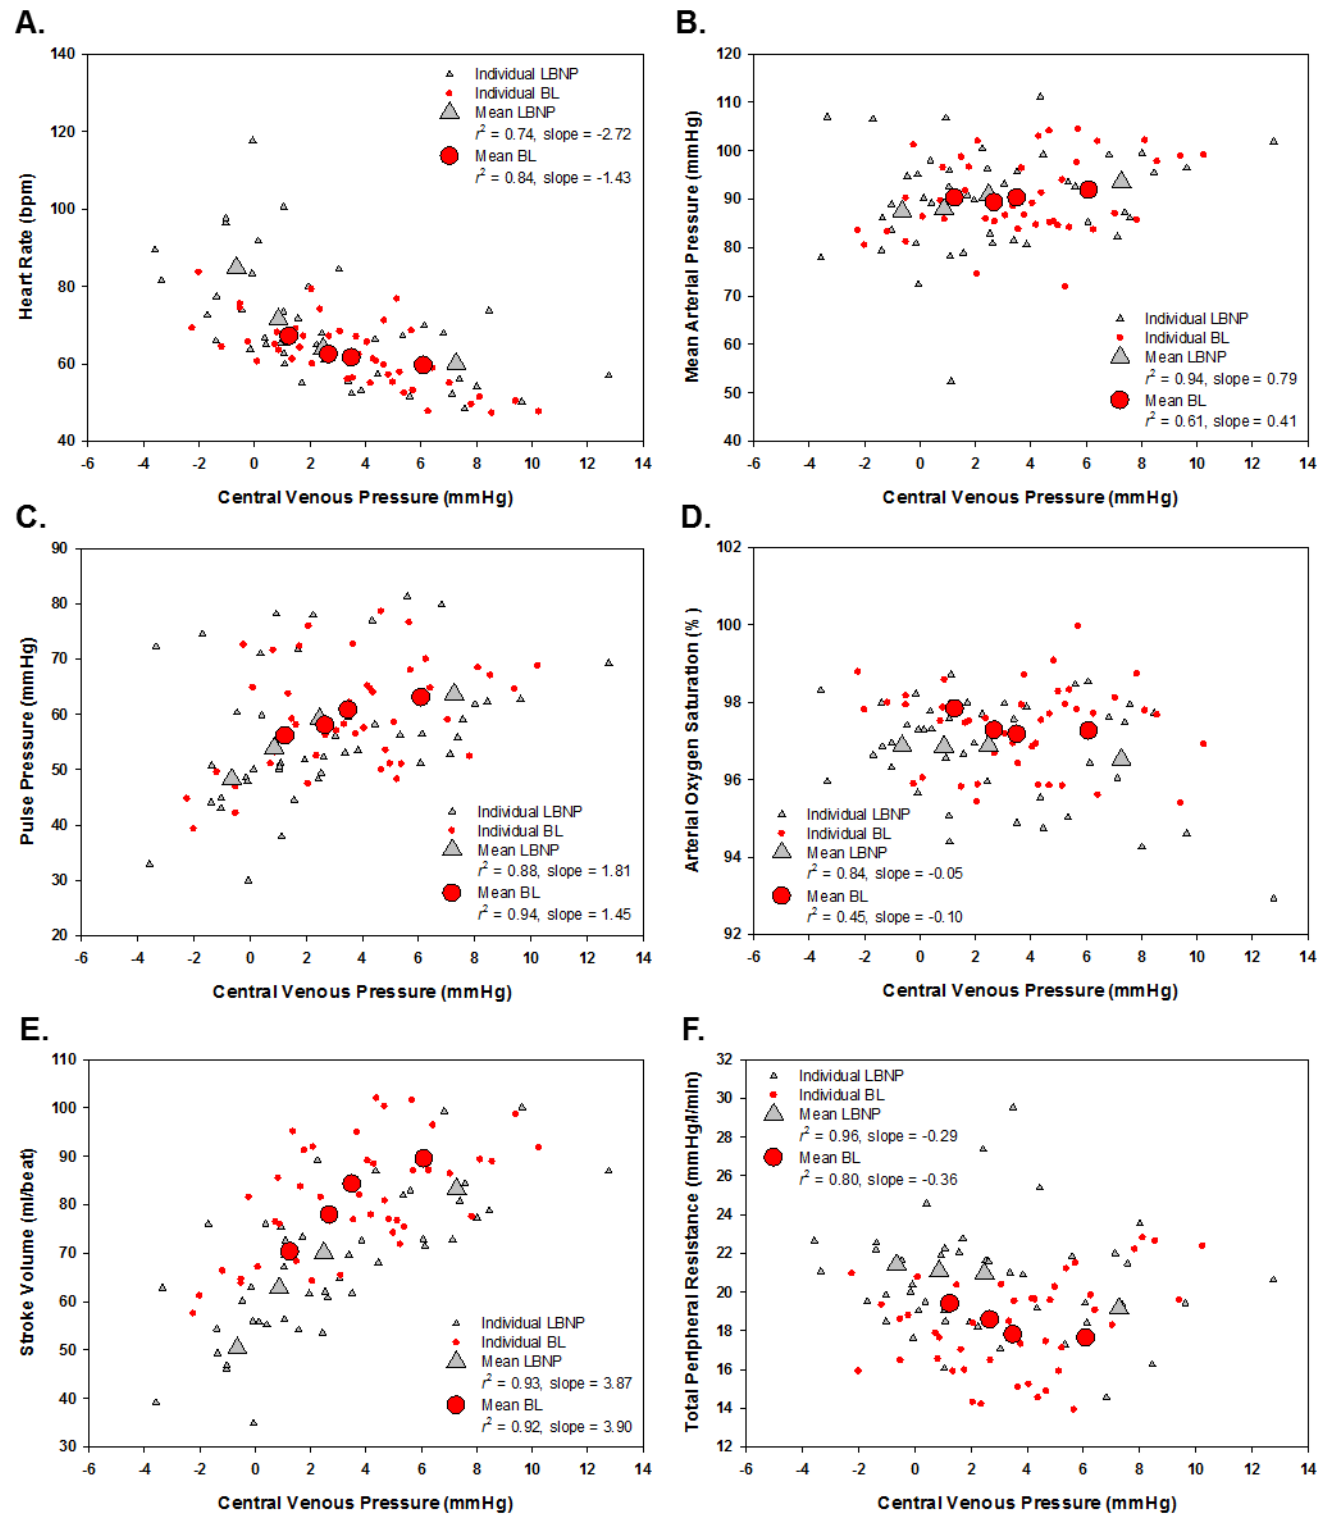 A.
140
120
100
80
60
40
-6 -4 -2 0 2 4 6 8 10 12 14
Heart Rate (bpm)
Central Venous Pressure (mmHg)
Individual LBNP
Individual BL
Mean LBNP
r² = 0.74, slope = -2.72
Mean BL
r² = 0.84, slope = -1.43
B.
120
110
100
90
80
70
60
50
40
-6 -4 -2 0 2 4 6 8 10 12 14
Mean Arterial Pressure (mmHg)
Central Venous Pressure (mmHg)
Individual LBNP
Individual BL
Mean LBNP
r² = 0.94, slope = 0.79
Mean BL
r² = 0.61, slope = 0.41
C.
90
80
70
60
50
40
30
20
-6 -4 -2 0 2 4 6 8 10 12 14
Pulse Pressure (mmHg)
Central Venous Pressure (mmHg)
Individual LBNP
Individual BL
Mean LBNP
r² = 0.88, slope = 1.81
Mean BL
r² = 0.94, slope = 1.45
D.
102
100
98
96
94
92
-6 -4 -2 0 2 4 6 8 10 12 14
Arterial Oxygen Saturation (% )
Central Venous Pressure (mmHg)
Individual LBNP
Individual BL
Mean LBNP
r² = 0.84, slope = -0.05
Mean BL
r² = 0.45, slope = -0.10
E.
110
100
90
80
70
60
50
40
30
-6 -4 -2 0 2 4 6 8 10 12 14
Stroke Volume (ml/beat)
Central Venous Pressure (mmHg)
Individual LBNP
Individual BL
Mean LBNP
r² = 0.93, slope = 3.87
Mean BL
r² = 0.92, slope = 3.90
F.
32
30
28
26
24
22
20
18
16
14
12
-6 -4 -2 0 2 4 6 8 10 12 14
Total Peripheral Resistance (mmHg/l/min)
Central Venous Pressure (mmHg)
Individual LBNP
Individual BL
Mean LBNP
r² = 0.96, slope = -0.29
Mean BL
r² = 0.80, slope = -0.36